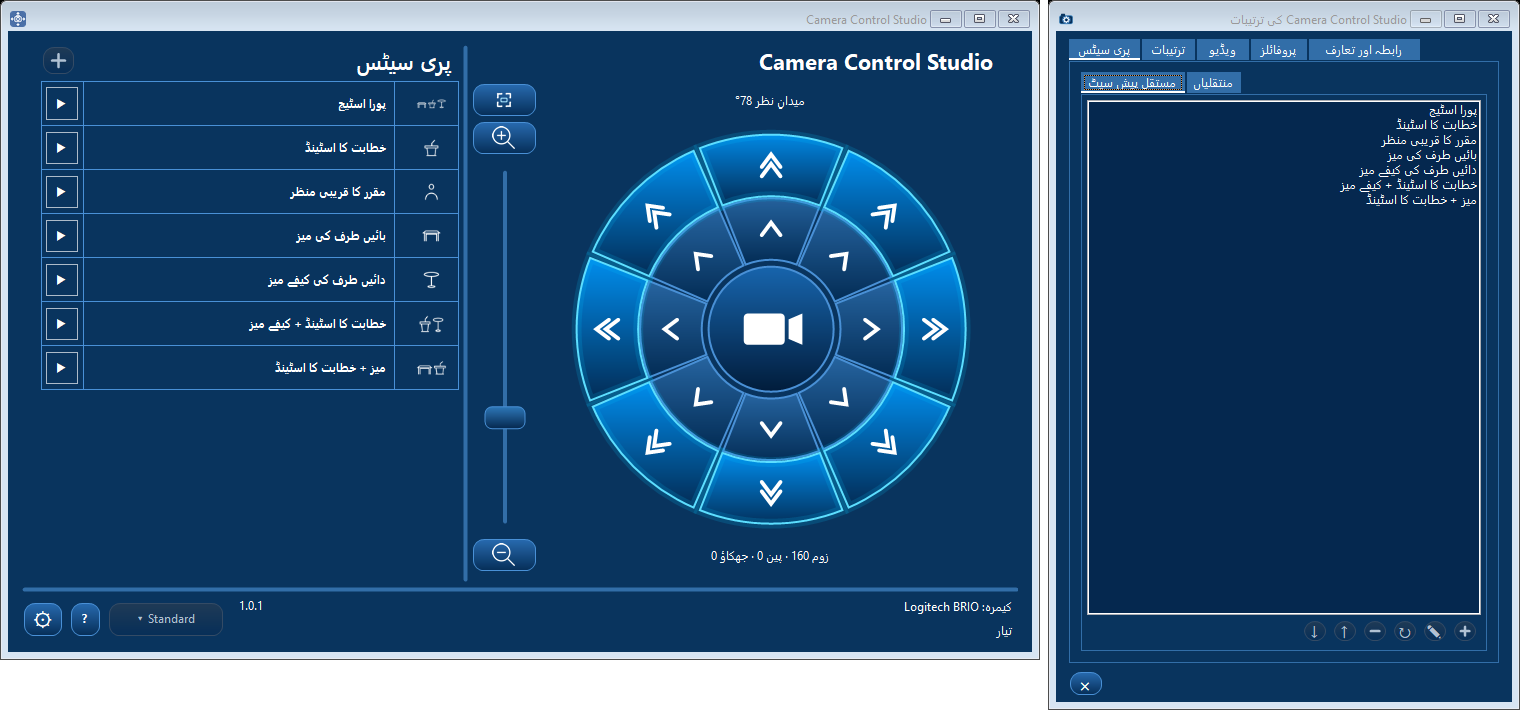 Camera Control Studio
پری سیٹس
پورا اسٹیج
خطابت کا اسٹینڈ
مقرر کا قریبی منظر
بائیں طرف کی میز
دائیں طرف کی کیفے میز
خطابت کا اسٹینڈ + کیفے میز
میز + خطابت کا اسٹینڈ
Camera Control Studio
میدانِ نظر 78°
زوم 160 · پین 0 · جھکاؤ 0
?
Standard
1.0.1
کیمرہ: Logitech BRIO
تیار
Camera Control Studio کی ترتیبات
پری سیٹس
ترتیبات
ویڈیو
پروفائلز
رابطہ اور تعارف
مستقل پیش سیٹ
منتقلیاں
پورا اسٹیج
خطابت کا اسٹینڈ
مقرر کا قریبی منظر
بائیں طرف کی میز
دائیں طرف کی کیفے میز
خطابت کا اسٹینڈ + کیفے میز
میز + خطابت کا اسٹینڈ